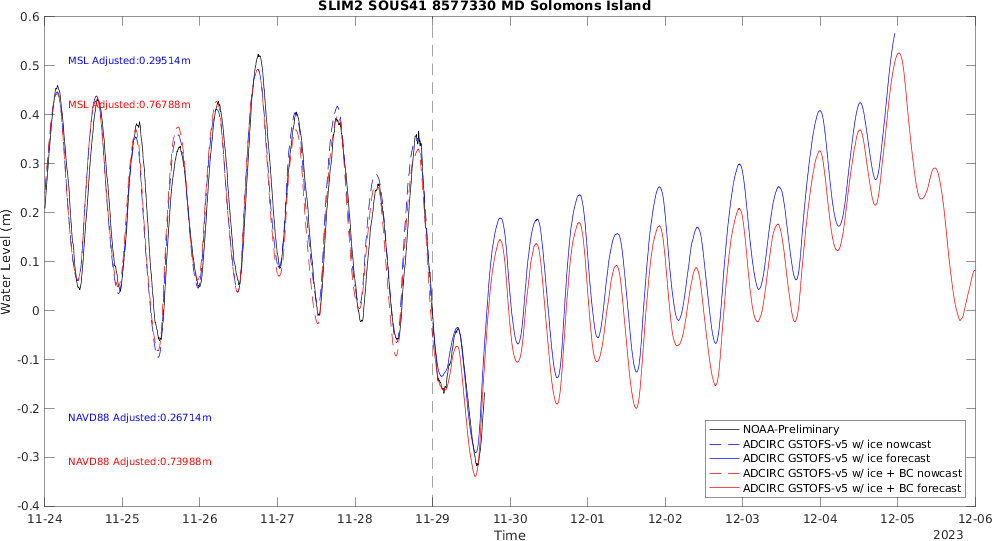 SLIM2 SOUS41 8577330 MD Solomons Island
0.6
0.5
0.4
0.3
0.2
0.1
0
-0.1
-0.2
-0.3
-0.4
Water Level (m)
MSL Adjusted:0.29514m
MSL Adjusted:0.76788m
NAVD88 Adjusted:0.26714m
NAVD88 Adjusted:0.73988m
NOAA-Preliminary
ADCIRC GSTOFS-v5 w/ ice nowcast
ADCIRC GSTOFS-v5 w/ ice forecast
ADCIRC GSTOFS-v5 w/ ice + BC nowcast
ADCIRC GSTOFS-v5 w/ ice + BC forecast
11-24 11-25 11-26 11-27 11-28 11-29 11-30 12-01 12-02 12-03 12-04 12-05 12-06
Time
2023